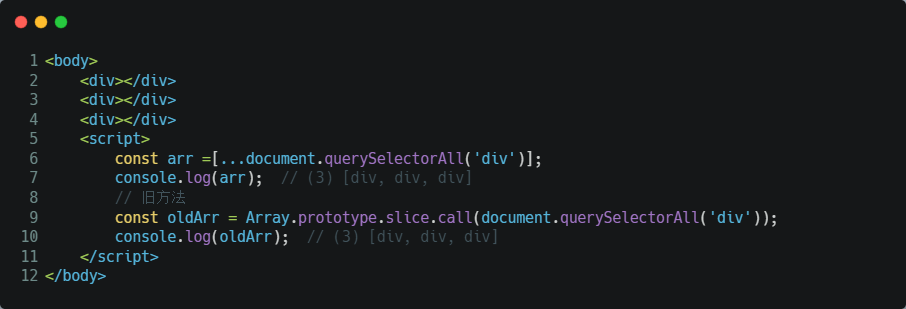 1 <body>
2     <div></div>
3     <div></div>
4     <div></div>
5     <script>
6         const arr =[...document.querySelectorAll('div')];
7         console.log(arr);  // (3) [div, div, div]
8         // 旧方法
9         const oldArr = Array.prototype.slice.call(document.querySelectorAll('div'));
10         console.log(oldArr);  // (3) [div, div, div]
11     </script>
12 </body>